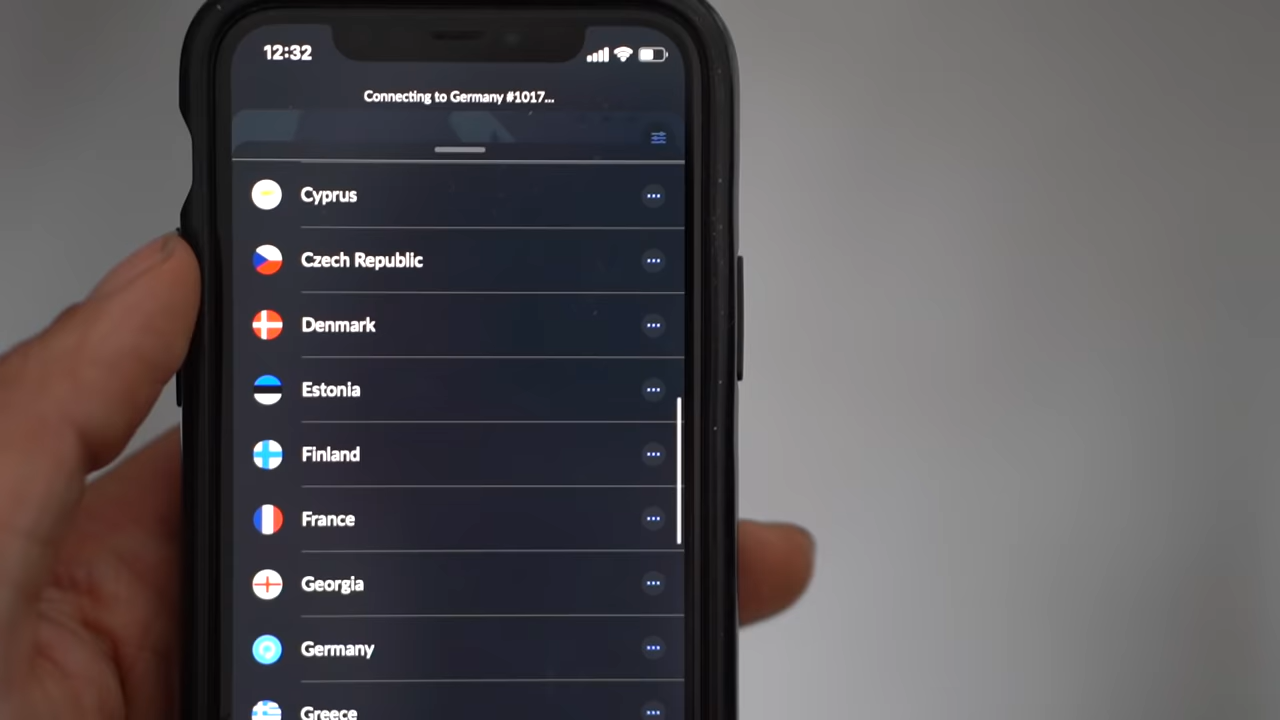 12:32
Connecting to Germany #1017...
Cyprus
Czech Republic
Denmark
Estonia
Finland
France
Georgia
Germany
Greece